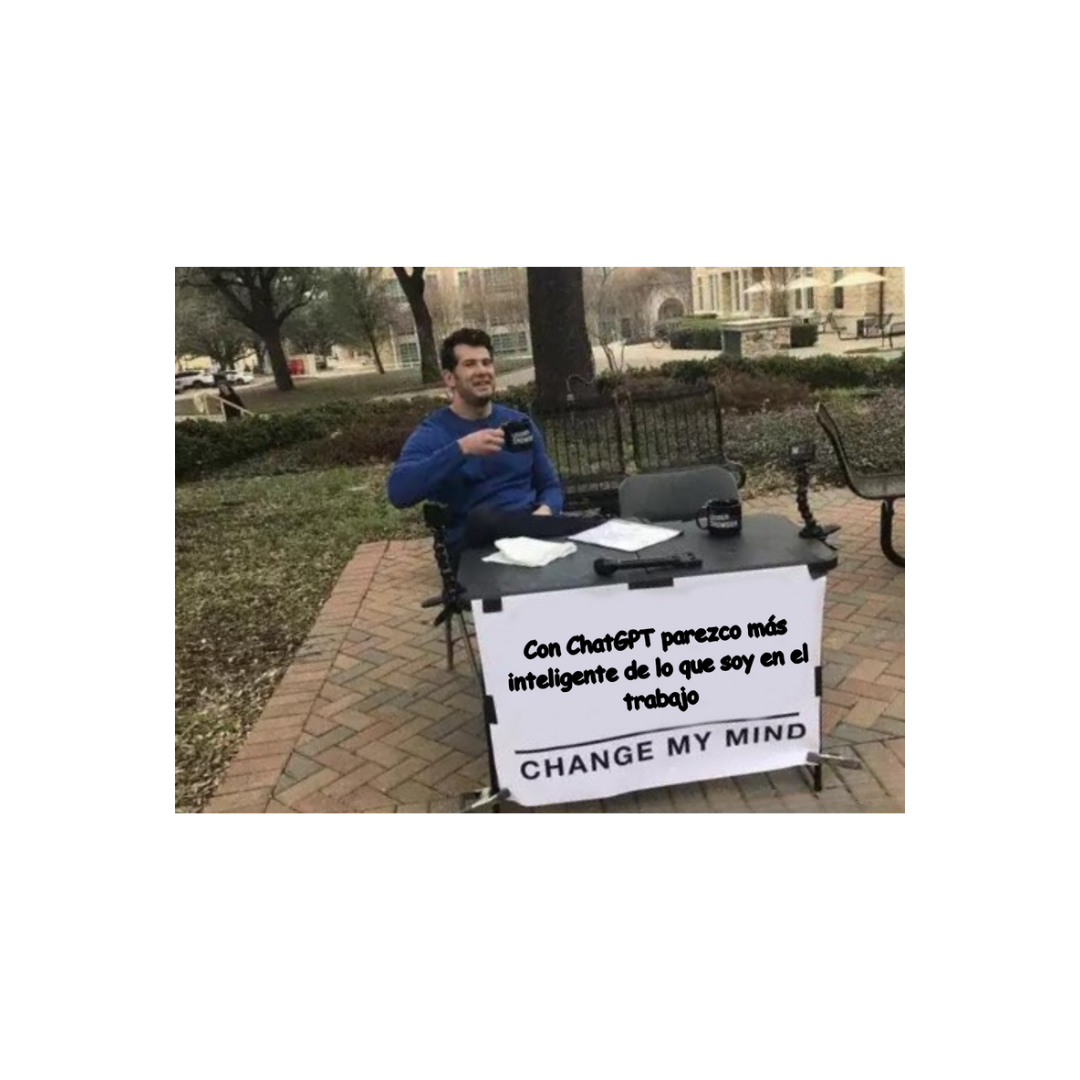 Con ChatGPT parezco más
inteligente de lo que soy en el
trabajo
CHANGE MY MIND